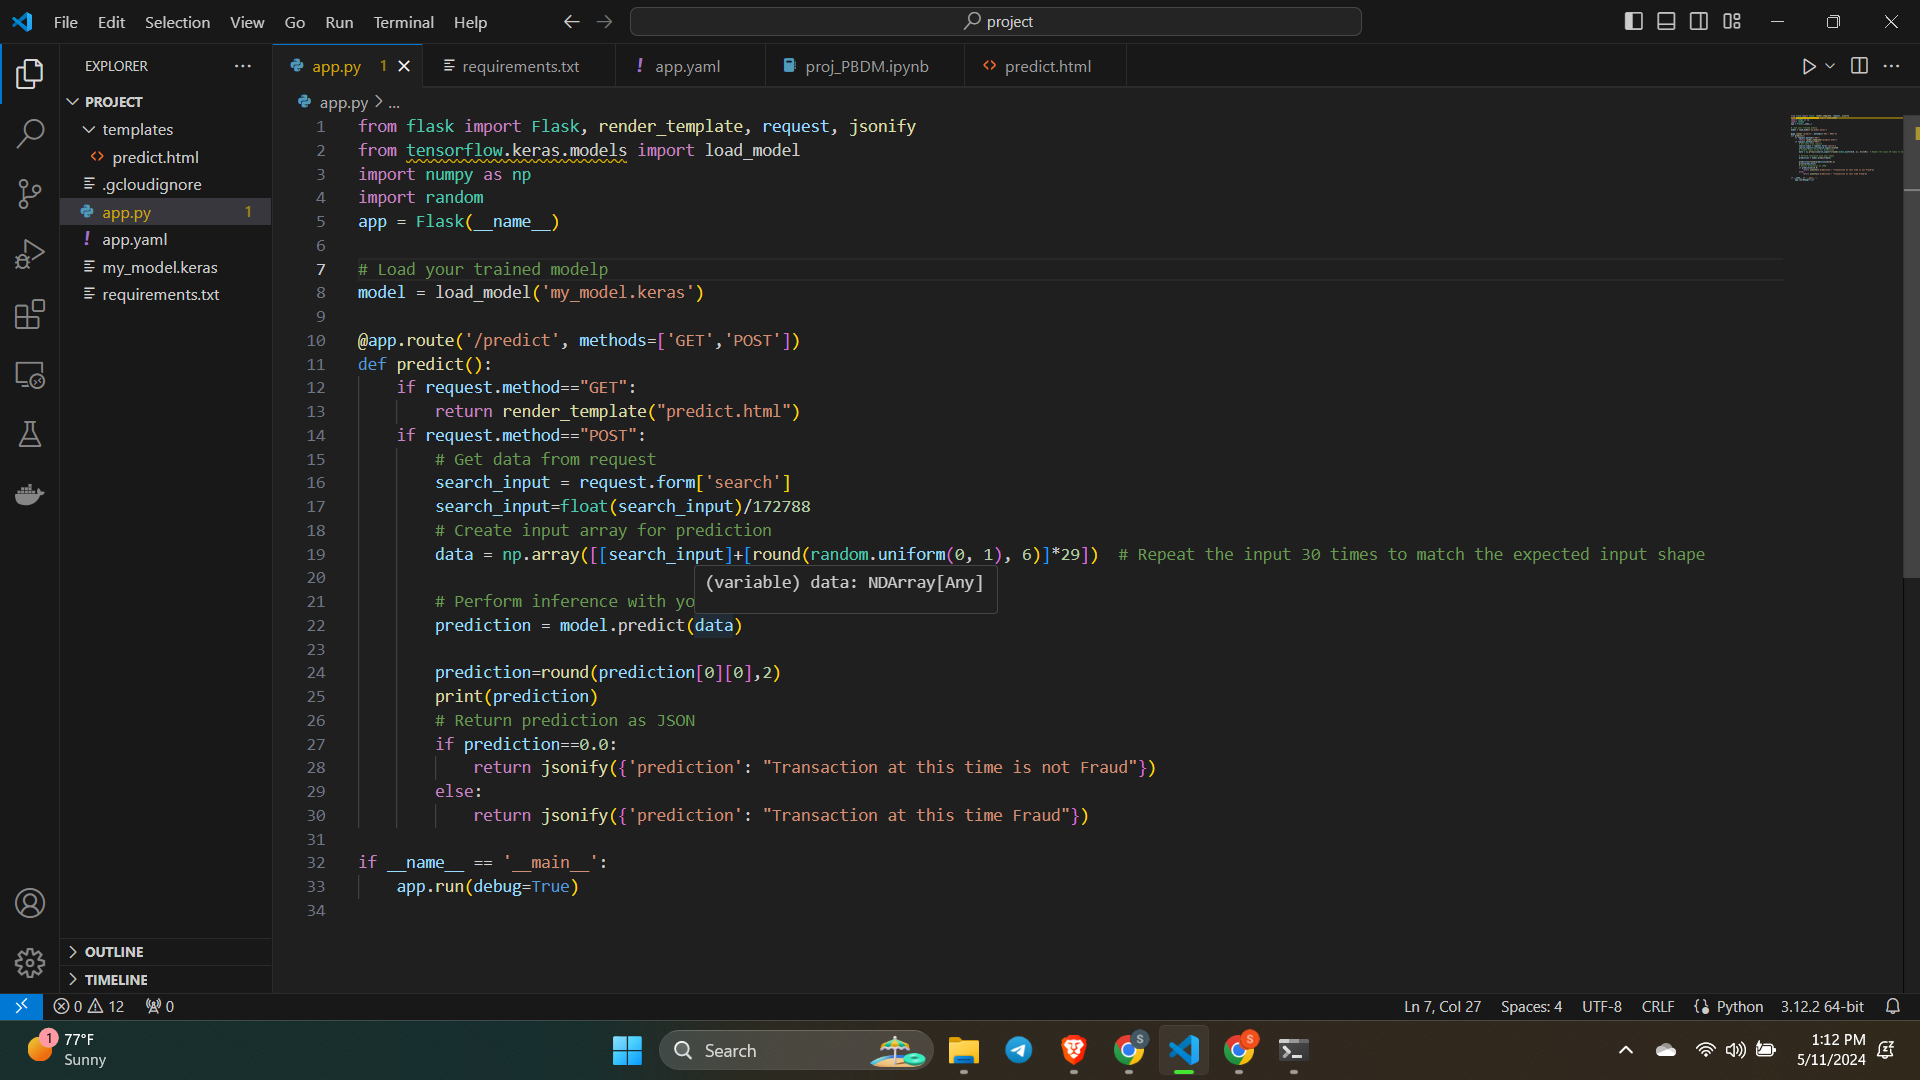 File Edit Selection View Go Run Terminal Help
project
EXPLORER
PROJECT
templates
predict.html
.gcloudignore
app.py 1
app.yaml
my_model.keras
requirements.txt
OUTLINE
TIMELINE
app.py 1
requirements.txt
! app.yaml
proj_PBDM.ipynb
predict.html
app.py > ...
1 from flask import Flask, render_template, request, jsonify
2 from tensorflow.keras.models import load_model
3 import numpy as np
4 import random
5 app = Flask(__name__)
6
7 # Load your trained modelp
8 model = load_model('my_model.keras')
9
10 @app.route('/predict', methods=['GET','POST'])
11 def predict():
12 if request.method=="GET":
13 return render_template("predict.html")
14 if request.method=="POST":
15 # Get data from request
16 search_input = request.form['search']
17 search_input=float(search_input)/172788
18 # Create input array for prediction
19 data = np.array([[search_input]+[round(random.uniform(0, 1), 6)]*29]) # Repeat the input 30 times to match the expected input shape
20
(variable) data: NDArray[Any]
21 # Perform inference with yo
22 prediction = model.predict(data)
23
24 prediction=round(prediction[0][0],2)
25 print(prediction)
26 # Return prediction as JSON
27 if prediction==0.0:
28 return jsonify({'prediction': "Transaction at this time is not Fraud"})
29 else:
30 return jsonify({'prediction': "Transaction at this time Fraud"})
31
32 if __name__ == '__main__':
33 app.run(debug=True)
34
0 12 0
Ln 7, Col 27 Spaces: 4 UTF-8 CRLF Python 3.12.2 64-bit
1
77°F
Sunny
Search
S
S
1:12 PM
5/11/2024